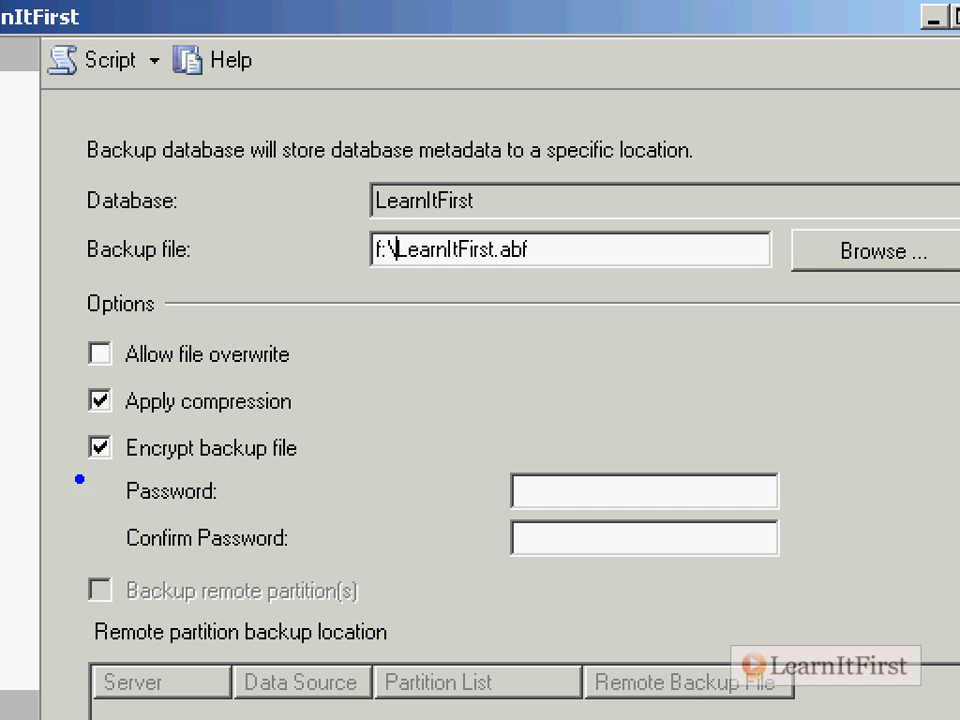 nItFirst
Script Help
Backup database will store database metadata to a specific location.
Database: LearnItFirst
Backup file: f:\LearnItFirst.abf Browse ...
Options
Allow file overwrite
Apply compression
Encrypt backup file
Password:
Confirm Password:
Backup remote partition(s)
Remote partition backup location
Server Data Source Partition List Remote Backup File
LearnItFirst